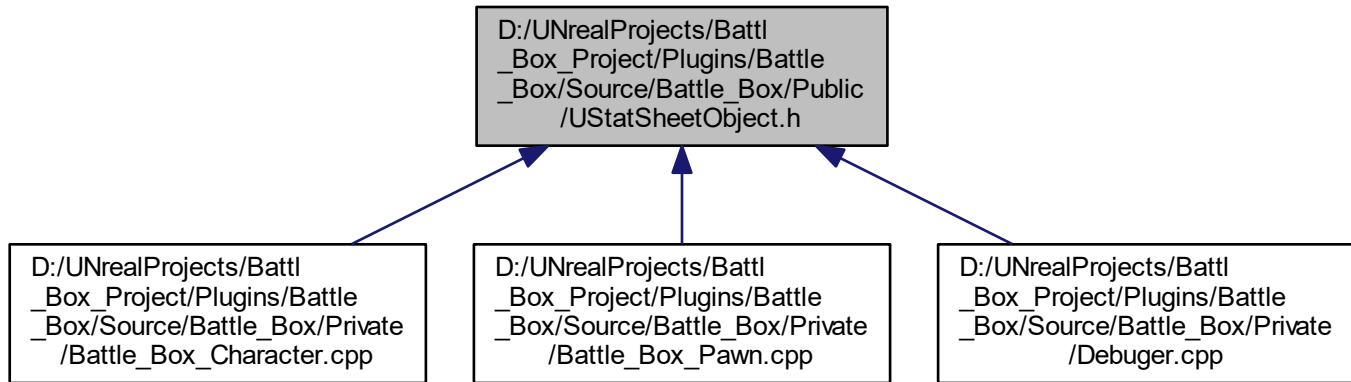 D:/UNrealProjects/Battl
_Box_Project/Plugins/Battle
_Box/Source/Battle_Box/Public
/UStatSheetObject.h
D:/UNrealProjects/Battl
_Box_Project/Plugins/Battle
_Box/Source/Battle_Box/Private
/Battle_Box_Character.cpp
D:/UNrealProjects/Battl
_Box_Project/Plugins/Battle
_Box/Source/Battle_Box/Private
/Battle_Box_Pawn.cpp
D:/UNrealProjects/Battl
_Box_Project/Plugins/Battle
_Box/Source/Battle_Box/Private
/Debuger.cpp